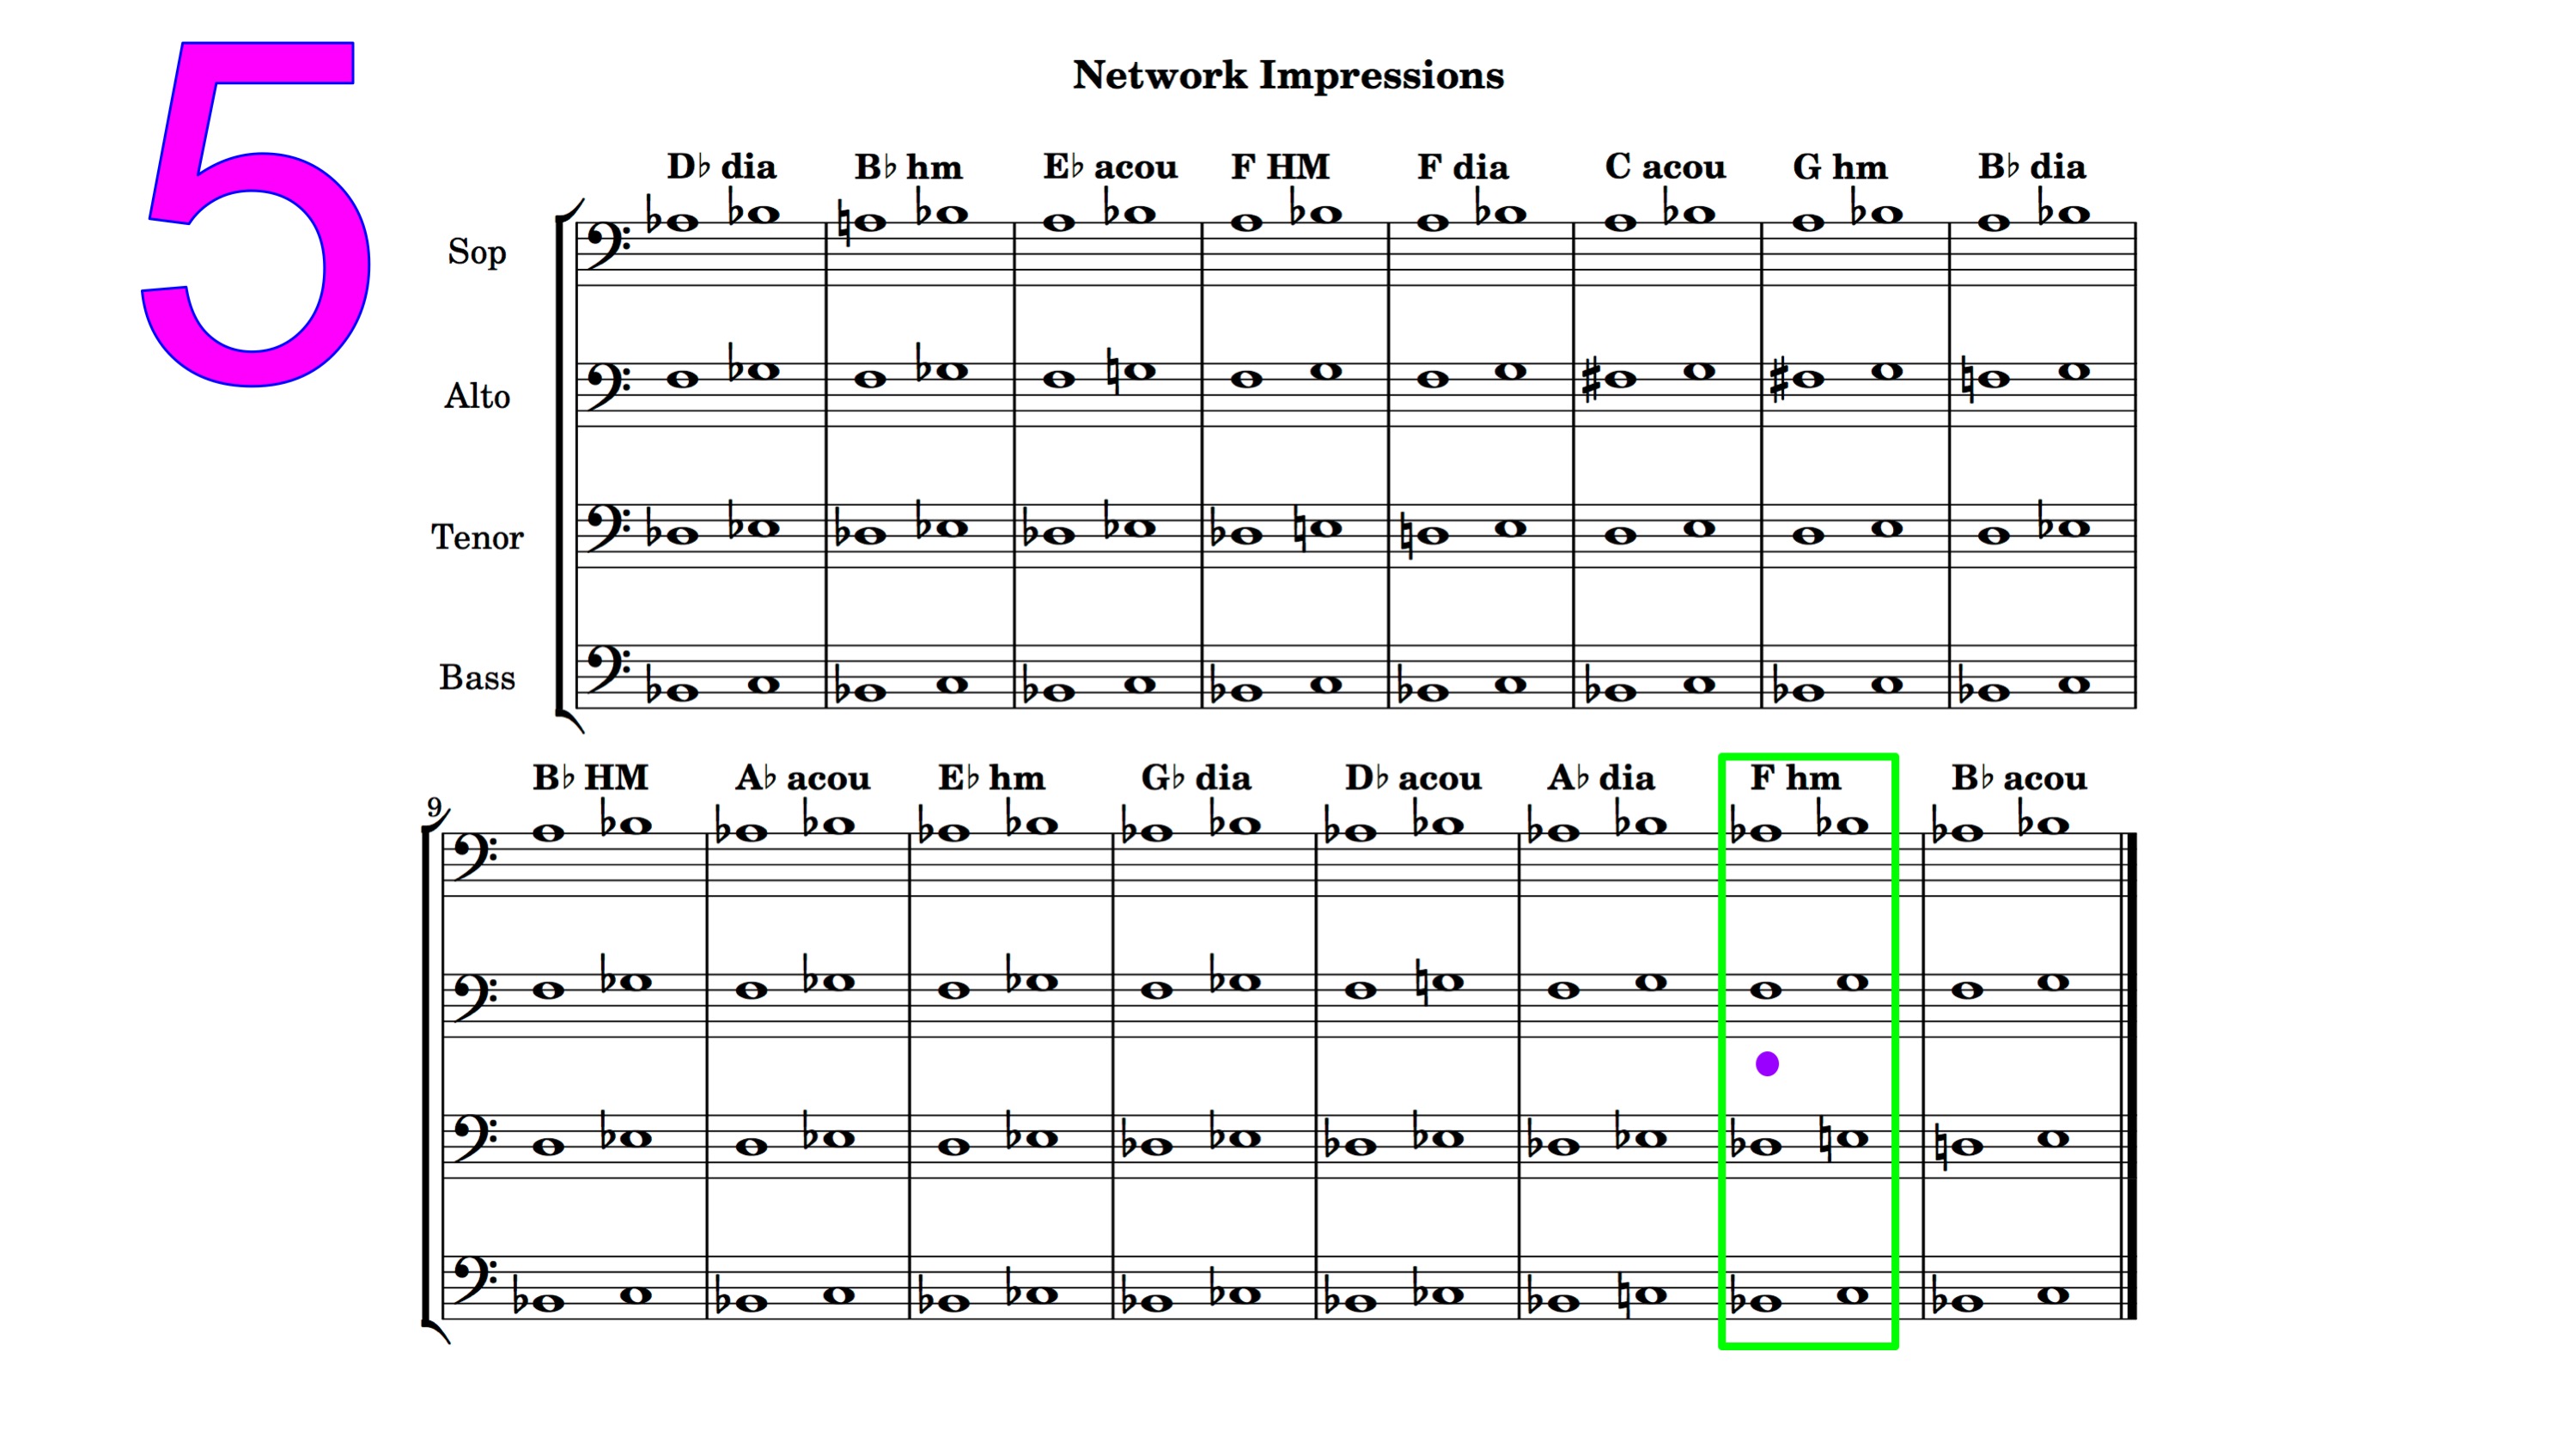 5
Network Impressions
D♭ dia B♭ hm E♭ acou F HM F dia C acou G hm B♭ dia
Sop
Alto
Tenor
Bass
B♭ HM A♭ acou E♭ hm G♭ dia D♭ acou A♭ dia F hm B♭ acou
9